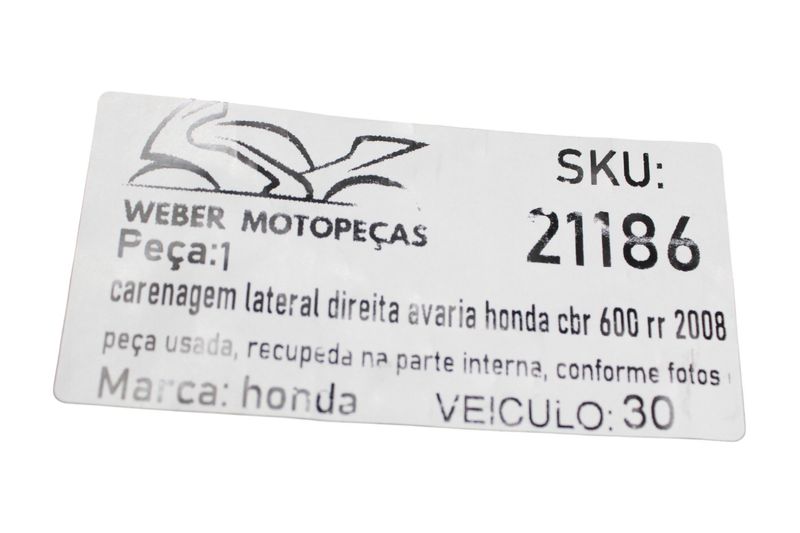 WEBER MOTOPEÇAS
SKU:
21186
Peça:1
carenagem lateral direita avaria honda cbr 600 rr 2008
peça usada, recupeda na parte interna, conforme fotos
Marca: honda
VEICULO: 30